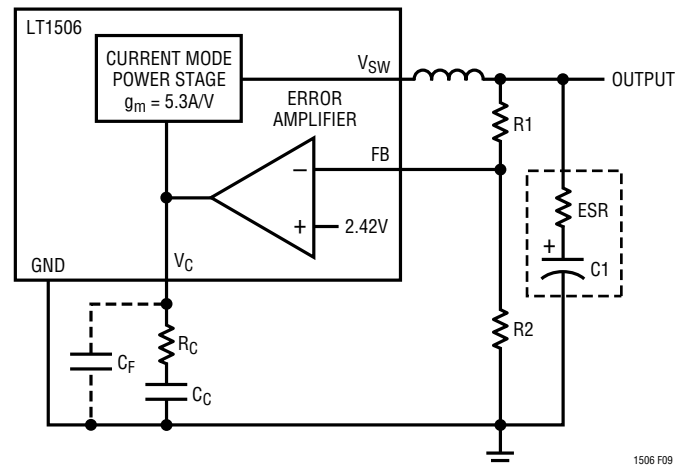 LT1506
CURRENT MODE
POWER STAGE
gm = 5.3A/V
VSW
OUTPUT
ERROR
AMPLIFIER
R1
FB
–
+
2.42V
ESR
+
C1
GND
VC
R2
RC
CF
CC
1506 F09